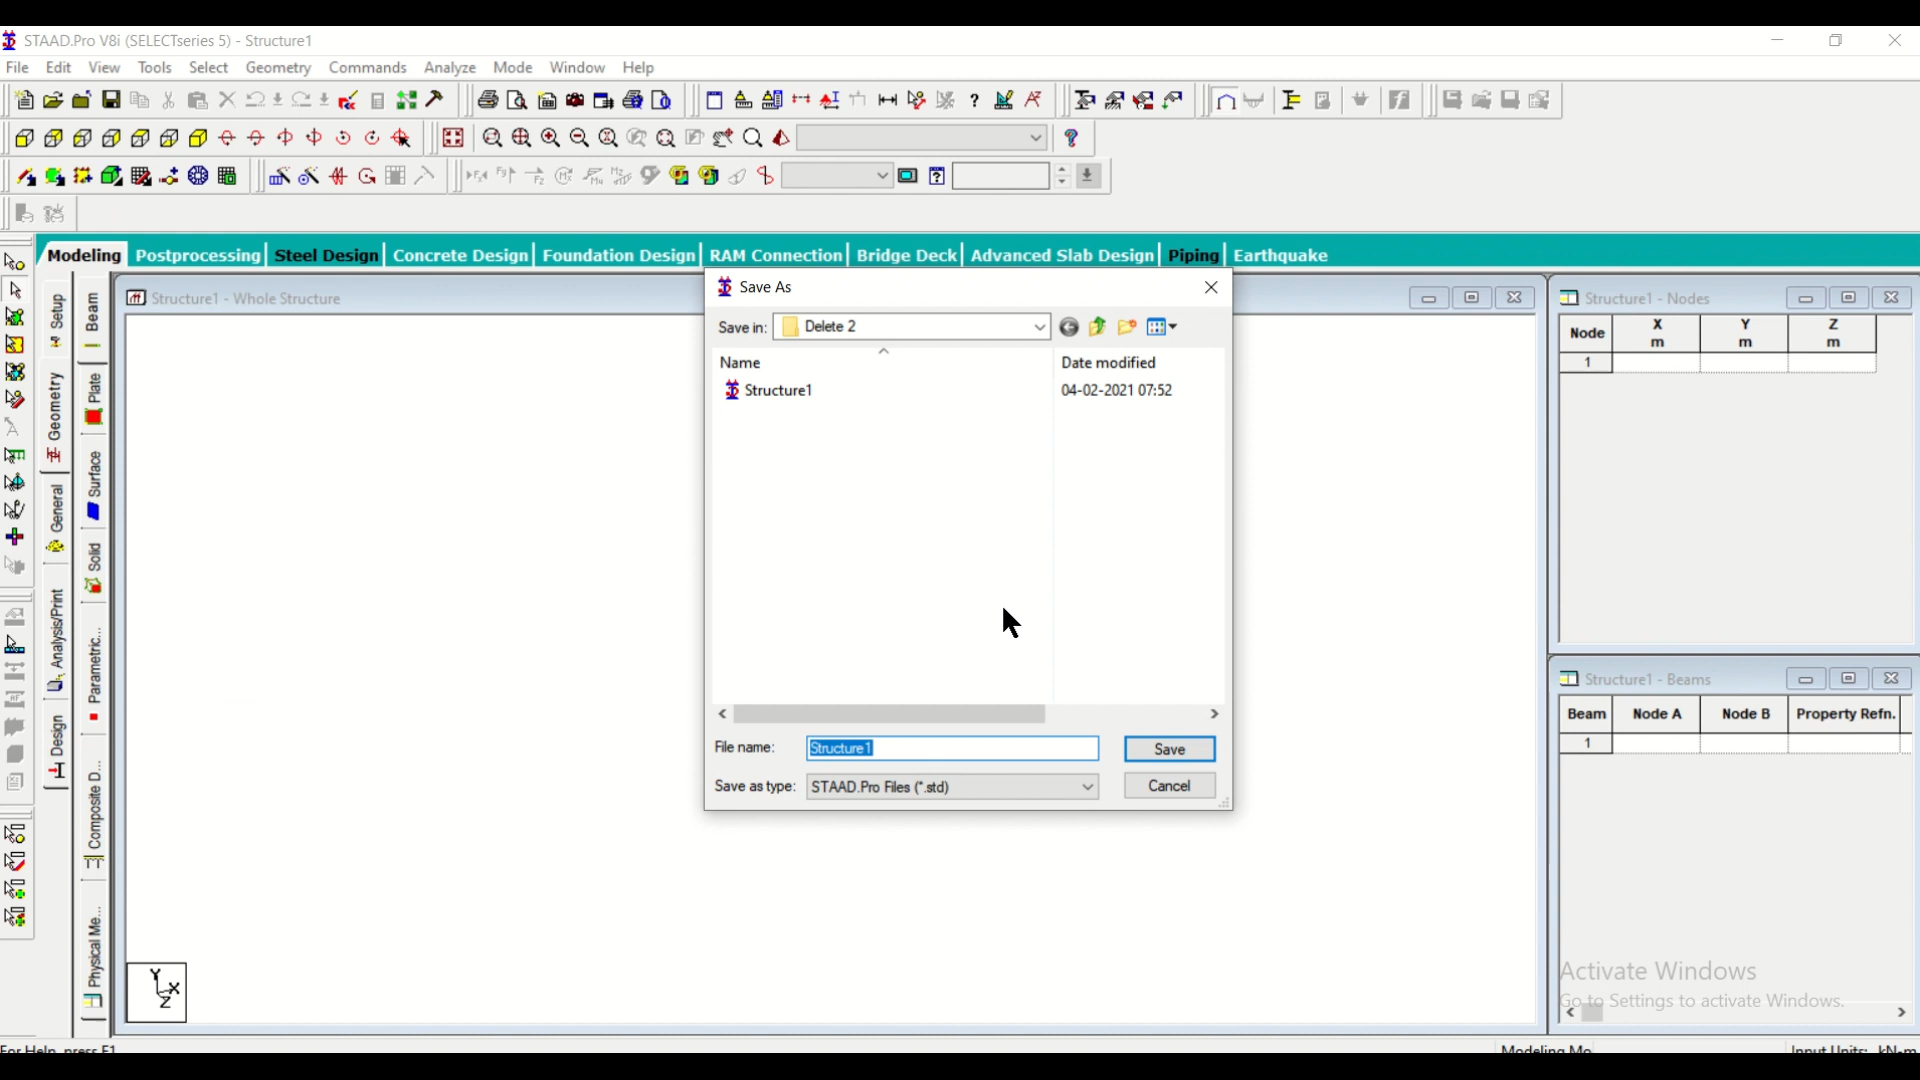 STAAD.Pro V8i (SELECTseries 5) - Structure1
File Edit View Tools Select Geometry Commands Analyze Mode Window Help
Modeling Postprocessing Steel Design Concrete Design Foundation Design RAM Connection Bridge Deck Advanced Slab Design Piping Earthquake
Setup
Geometry
General
Analysis/Print
Design
Beam
Plate
Surface
Solid
Parametric...
Composite D...
Physical Me...
Structure1 - Whole Structure
Save As
Save in: Delete 2
Name Date modified
Structure1 04-02-2021 07:52
File name: Structure1 Save
Save as type: STAAD.Pro Files (*.std) Cancel
Structure1 - Nodes
Node X m Y m Z m
1
Structure1 - Beams
Beam Node A Node B Property Refn.
1
Y
X
Z
Activate Windows
Go to Settings to activate Windows.
For Help, press F1 Modeling Mo Input Units: kN-m